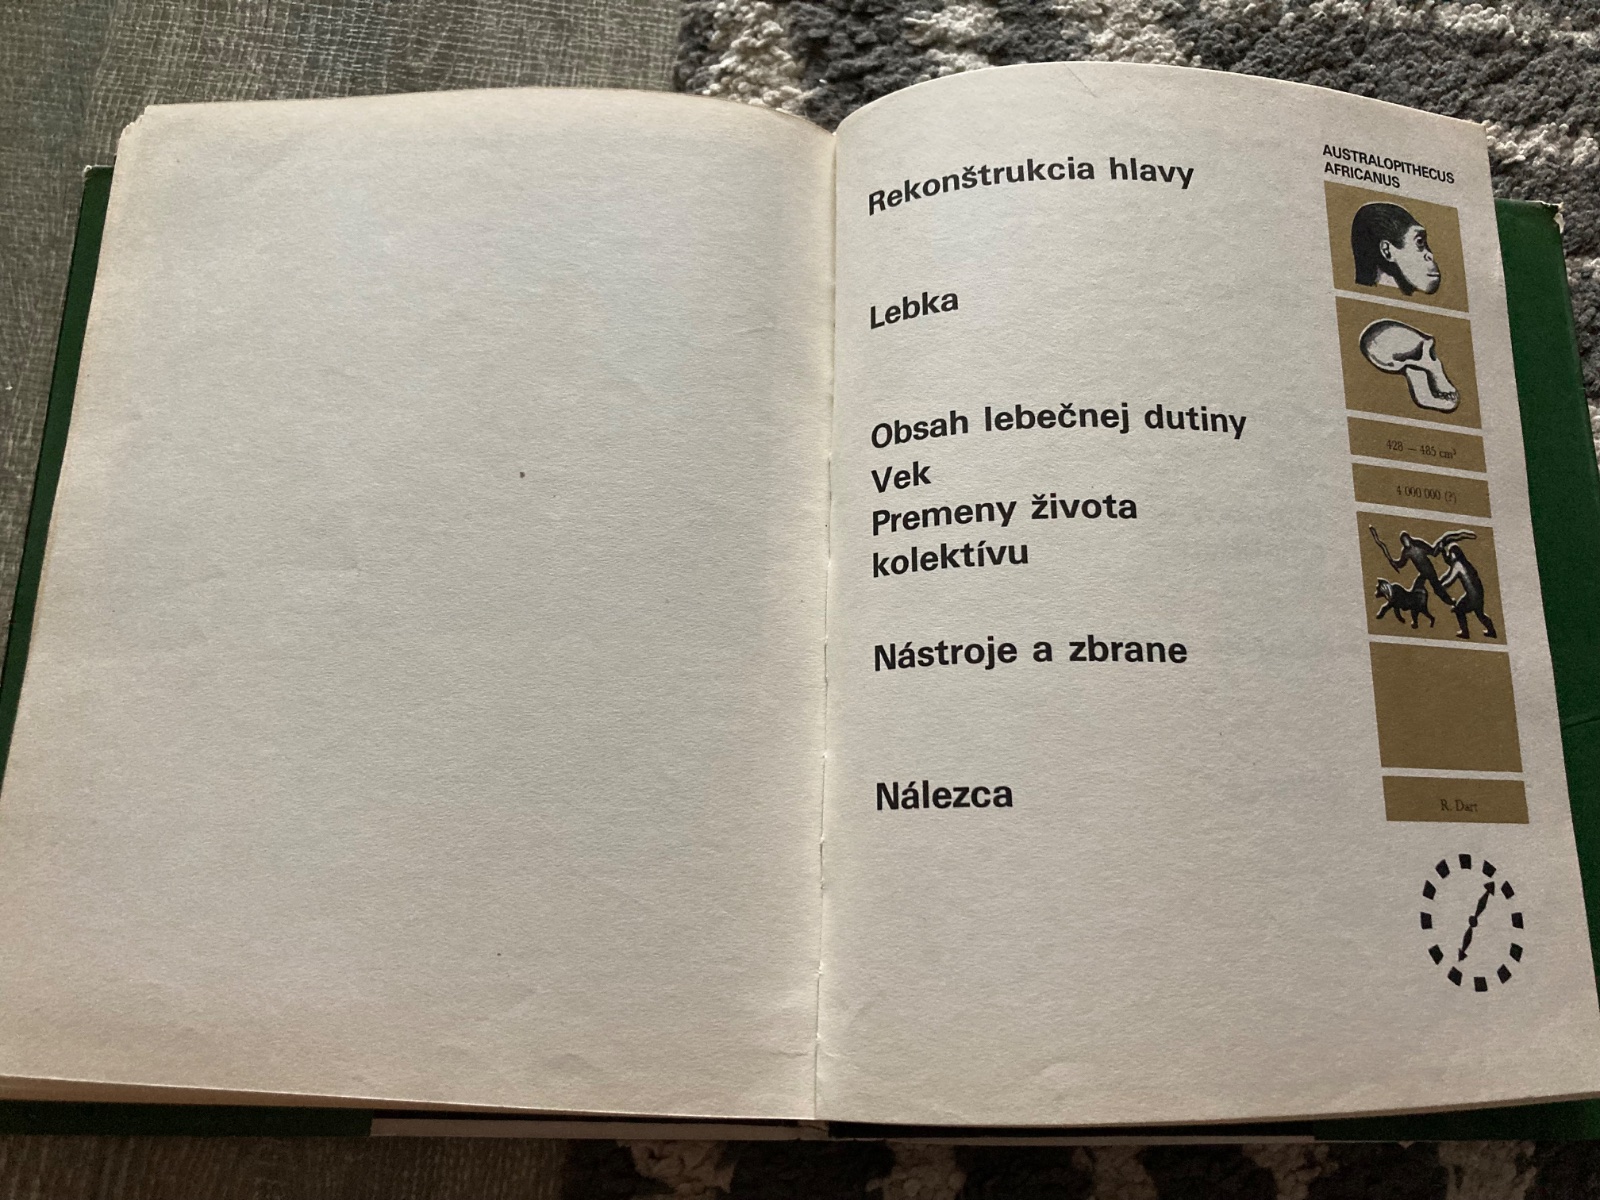 Rekonštrukcia hlavy
Lebka
Obsah lebečnej dutiny
Vek
Premeny života
kolektívu
Nástroje a zbrane
Nálezca
AUSTRALOPITHECUS
AFRICANUS
428 — 485 cm³
4 000 000 (?)
R. Dart